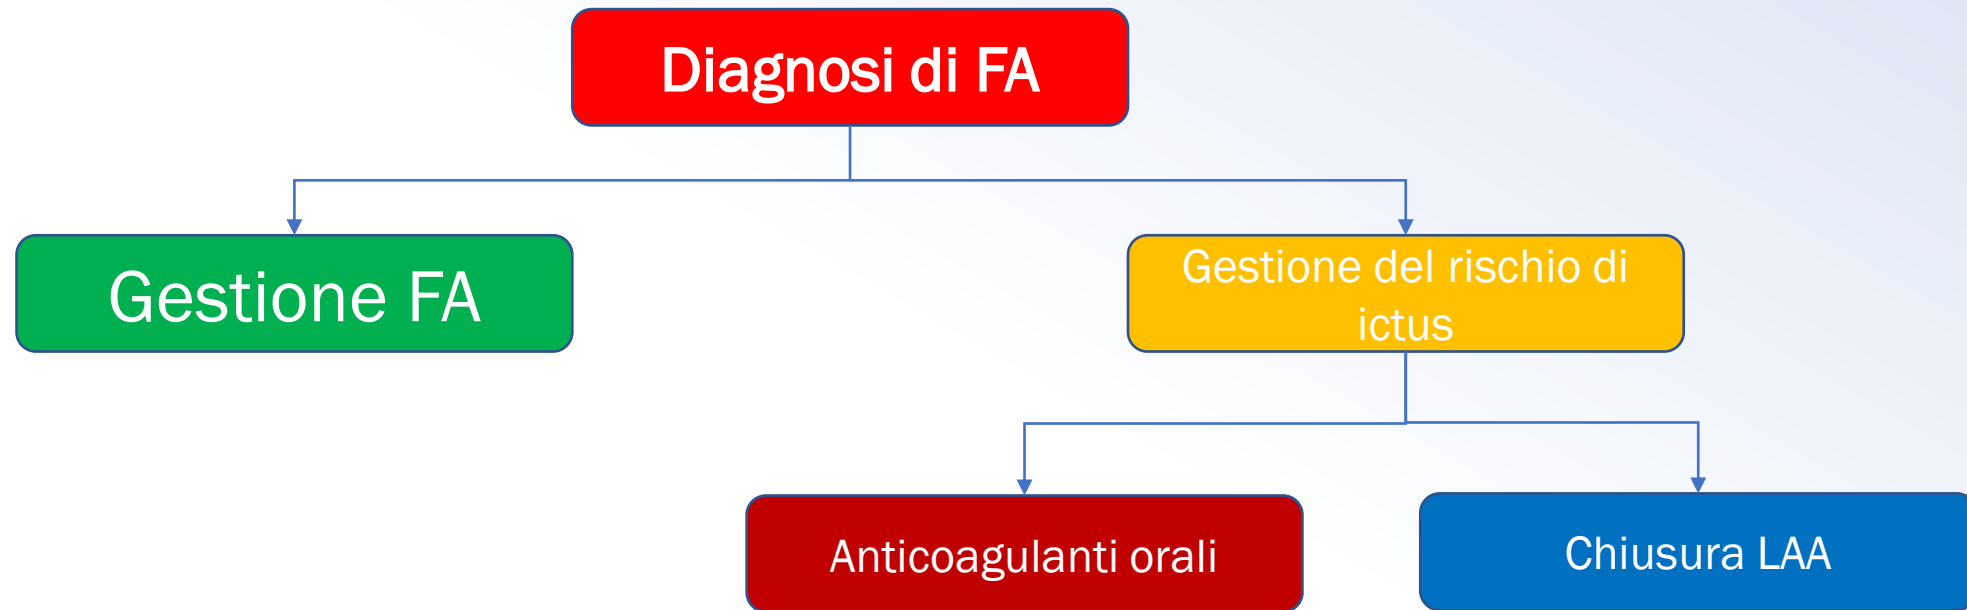 Diagnosi di FA
Gestione FA
Gestione del rischio di
ictus
Anticoagulanti orali
Chiusura LAA